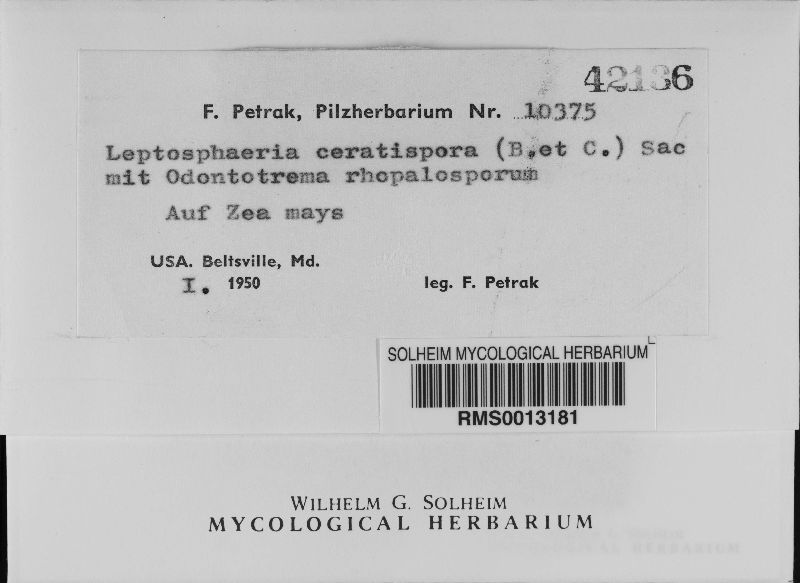 42136
F. Petrak, Pilzherbarium Nr. 10375
Leptosphaeria ceratispora (B.et C.) Sac
mit Odontotrema rhopalosporum
Auf Zea mays
USA. Beltsville, Md.
I. 1950 leg. F. Petrak
SOLHEIM MYCOLOGICAL HERBARIUM
RMS0013181
WILHELM G. SOLHEIM
MYCOLOGICAL HERBARIUM